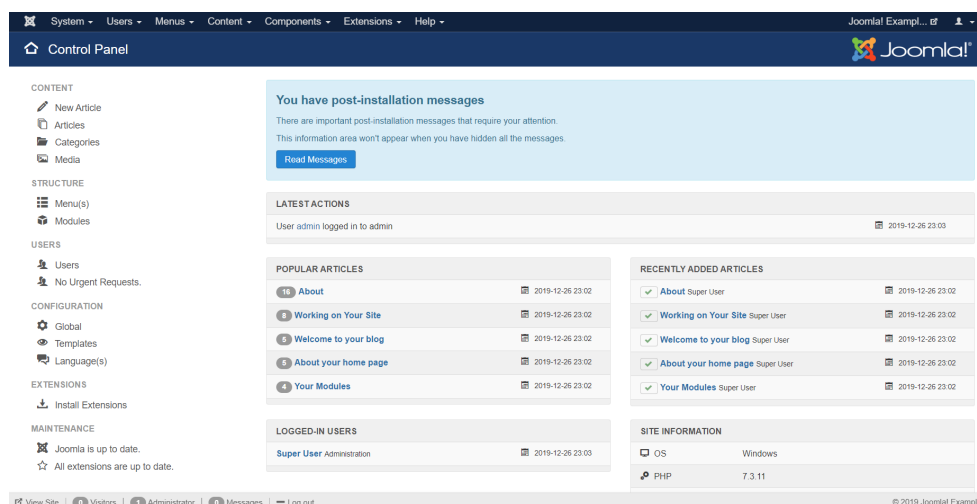 System Users Menus Content Components Extensions Help Joomla! Exampl...
Control Panel Joomla!®
CONTENT
New Article
Articles
Categories
Media
STRUCTURE
Menu(s)
Modules
USERS
Users
No Urgent Requests.
CONFIGURATION
Global
Templates
Language(s)
EXTENSIONS
Install Extensions
MAINTENANCE
Joomla is up to date.
All extensions are up to date.
You have post-installation messages
There are important post-installation messages that require your attention.
This information area won't appear when you have hidden all the messages.
Read Messages
LATEST ACTIONS
User admin logged in to admin 2019-12-26 23:03
POPULAR ARTICLES
16 About 2019-12-26 23:02
8 Working on Your Site 2019-12-26 23:02
5 Welcome to your blog 2019-12-26 23:02
5 About your home page 2019-12-26 23:02
4 Your Modules 2019-12-26 23:02
RECENTLY ADDED ARTICLES
About Super User 2019-12-26 23:02
Working on Your Site Super User 2019-12-26 23:02
Welcome to your blog Super User 2019-12-26 23:02
About your home page Super User 2019-12-26 23:02
Your Modules Super User 2019-12-26 23:02
LOGGED-IN USERS
Super User Administration 2019-12-26 23:03
SITE INFORMATION
OS Windows
PHP 7.3.11
View Site 0 Visitors 1 Administrator 0 Messages Log out © 2019 Joomla! Exampl